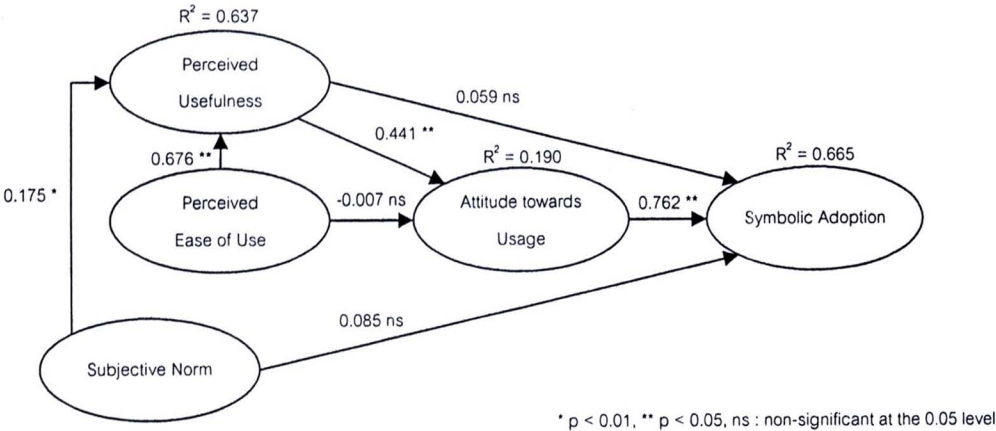 R² = 0.637
Perceived
Usefulness
0.059 ns
0.441 **
0.676 **
R² = 0.190
R² = 0.665
0.175 *
Perceived
Ease of Use
-0.007 ns
Attitude towards
Usage
0.762 **
Symbolic Adoption
0.085 ns
Subjective Norm
* p < 0.01, ** p < 0.05, ns : non-significant at the 0.05 level